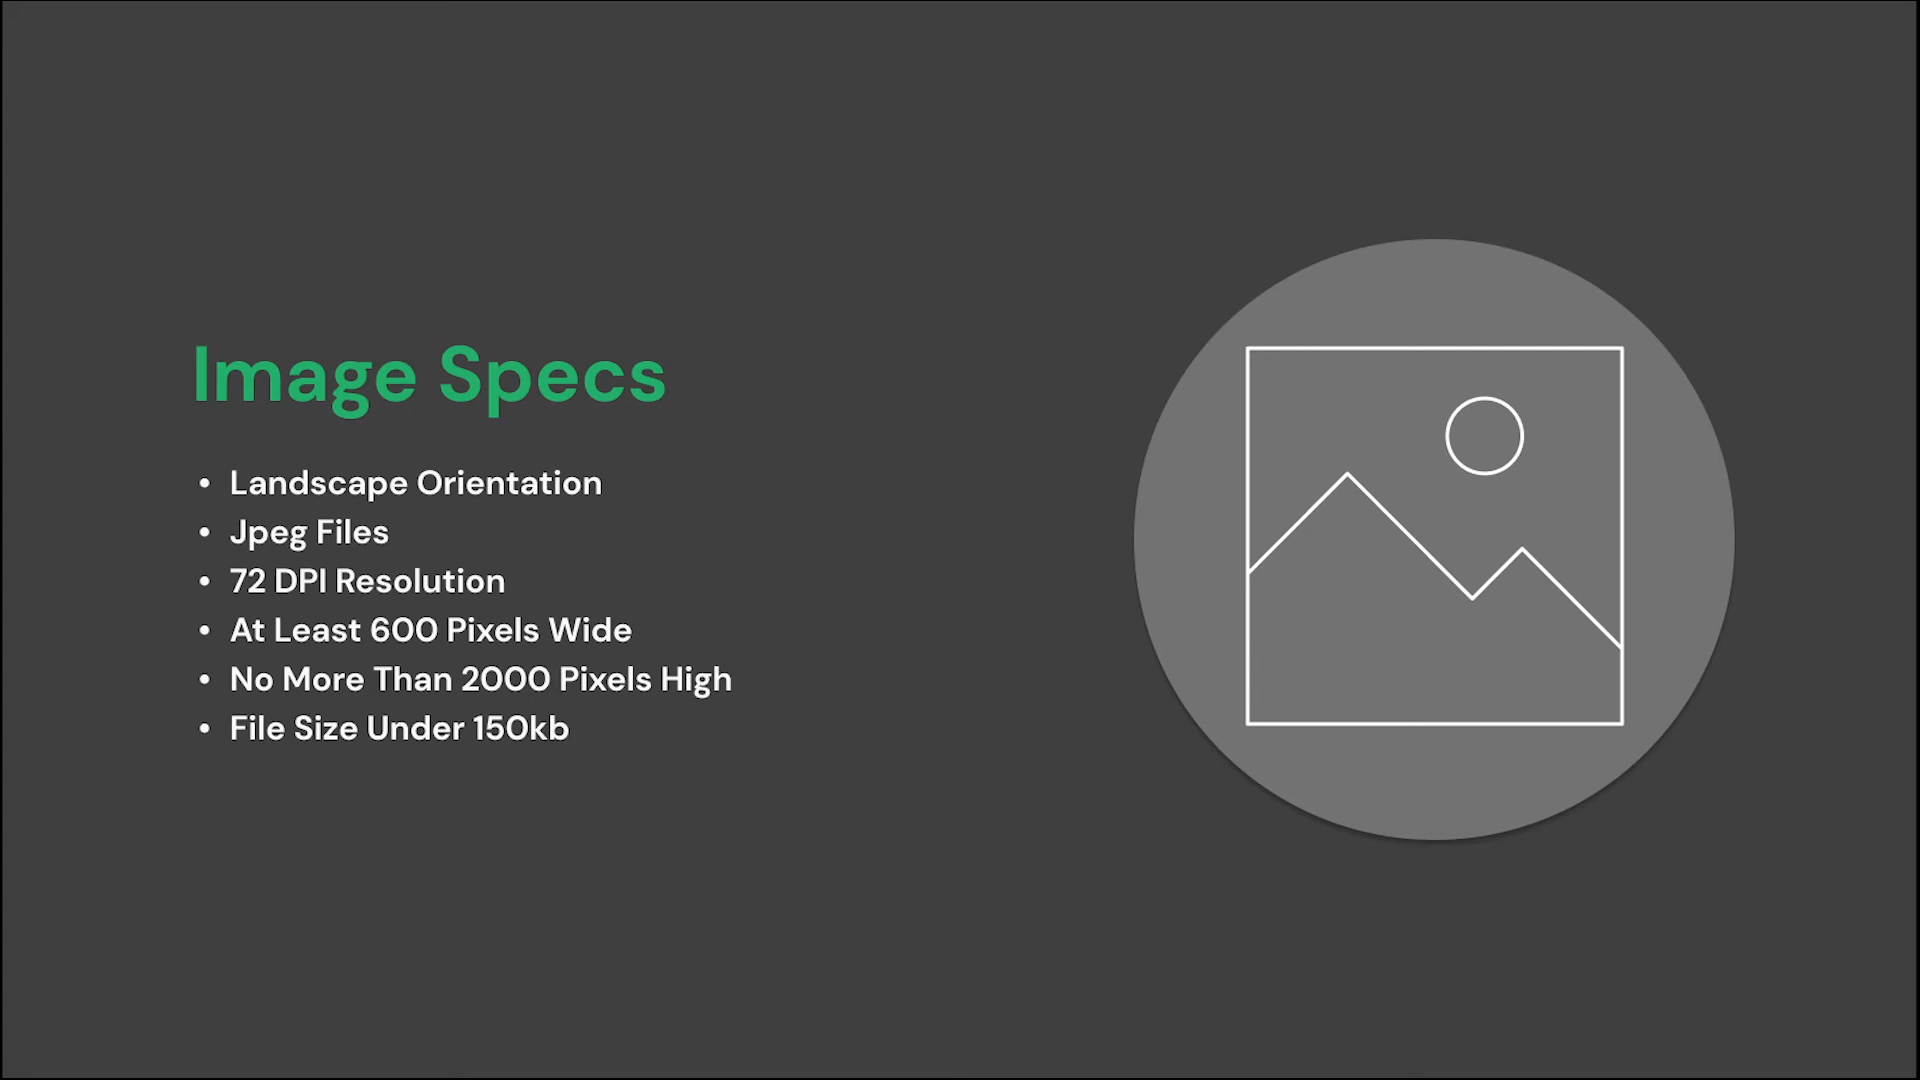 Image Specs
• Landscape Orientation
• Jpeg Files
• 72 DPI Resolution
• At Least 600 Pixels Wide
• No More Than 2000 Pixels High
• File Size Under 150kb